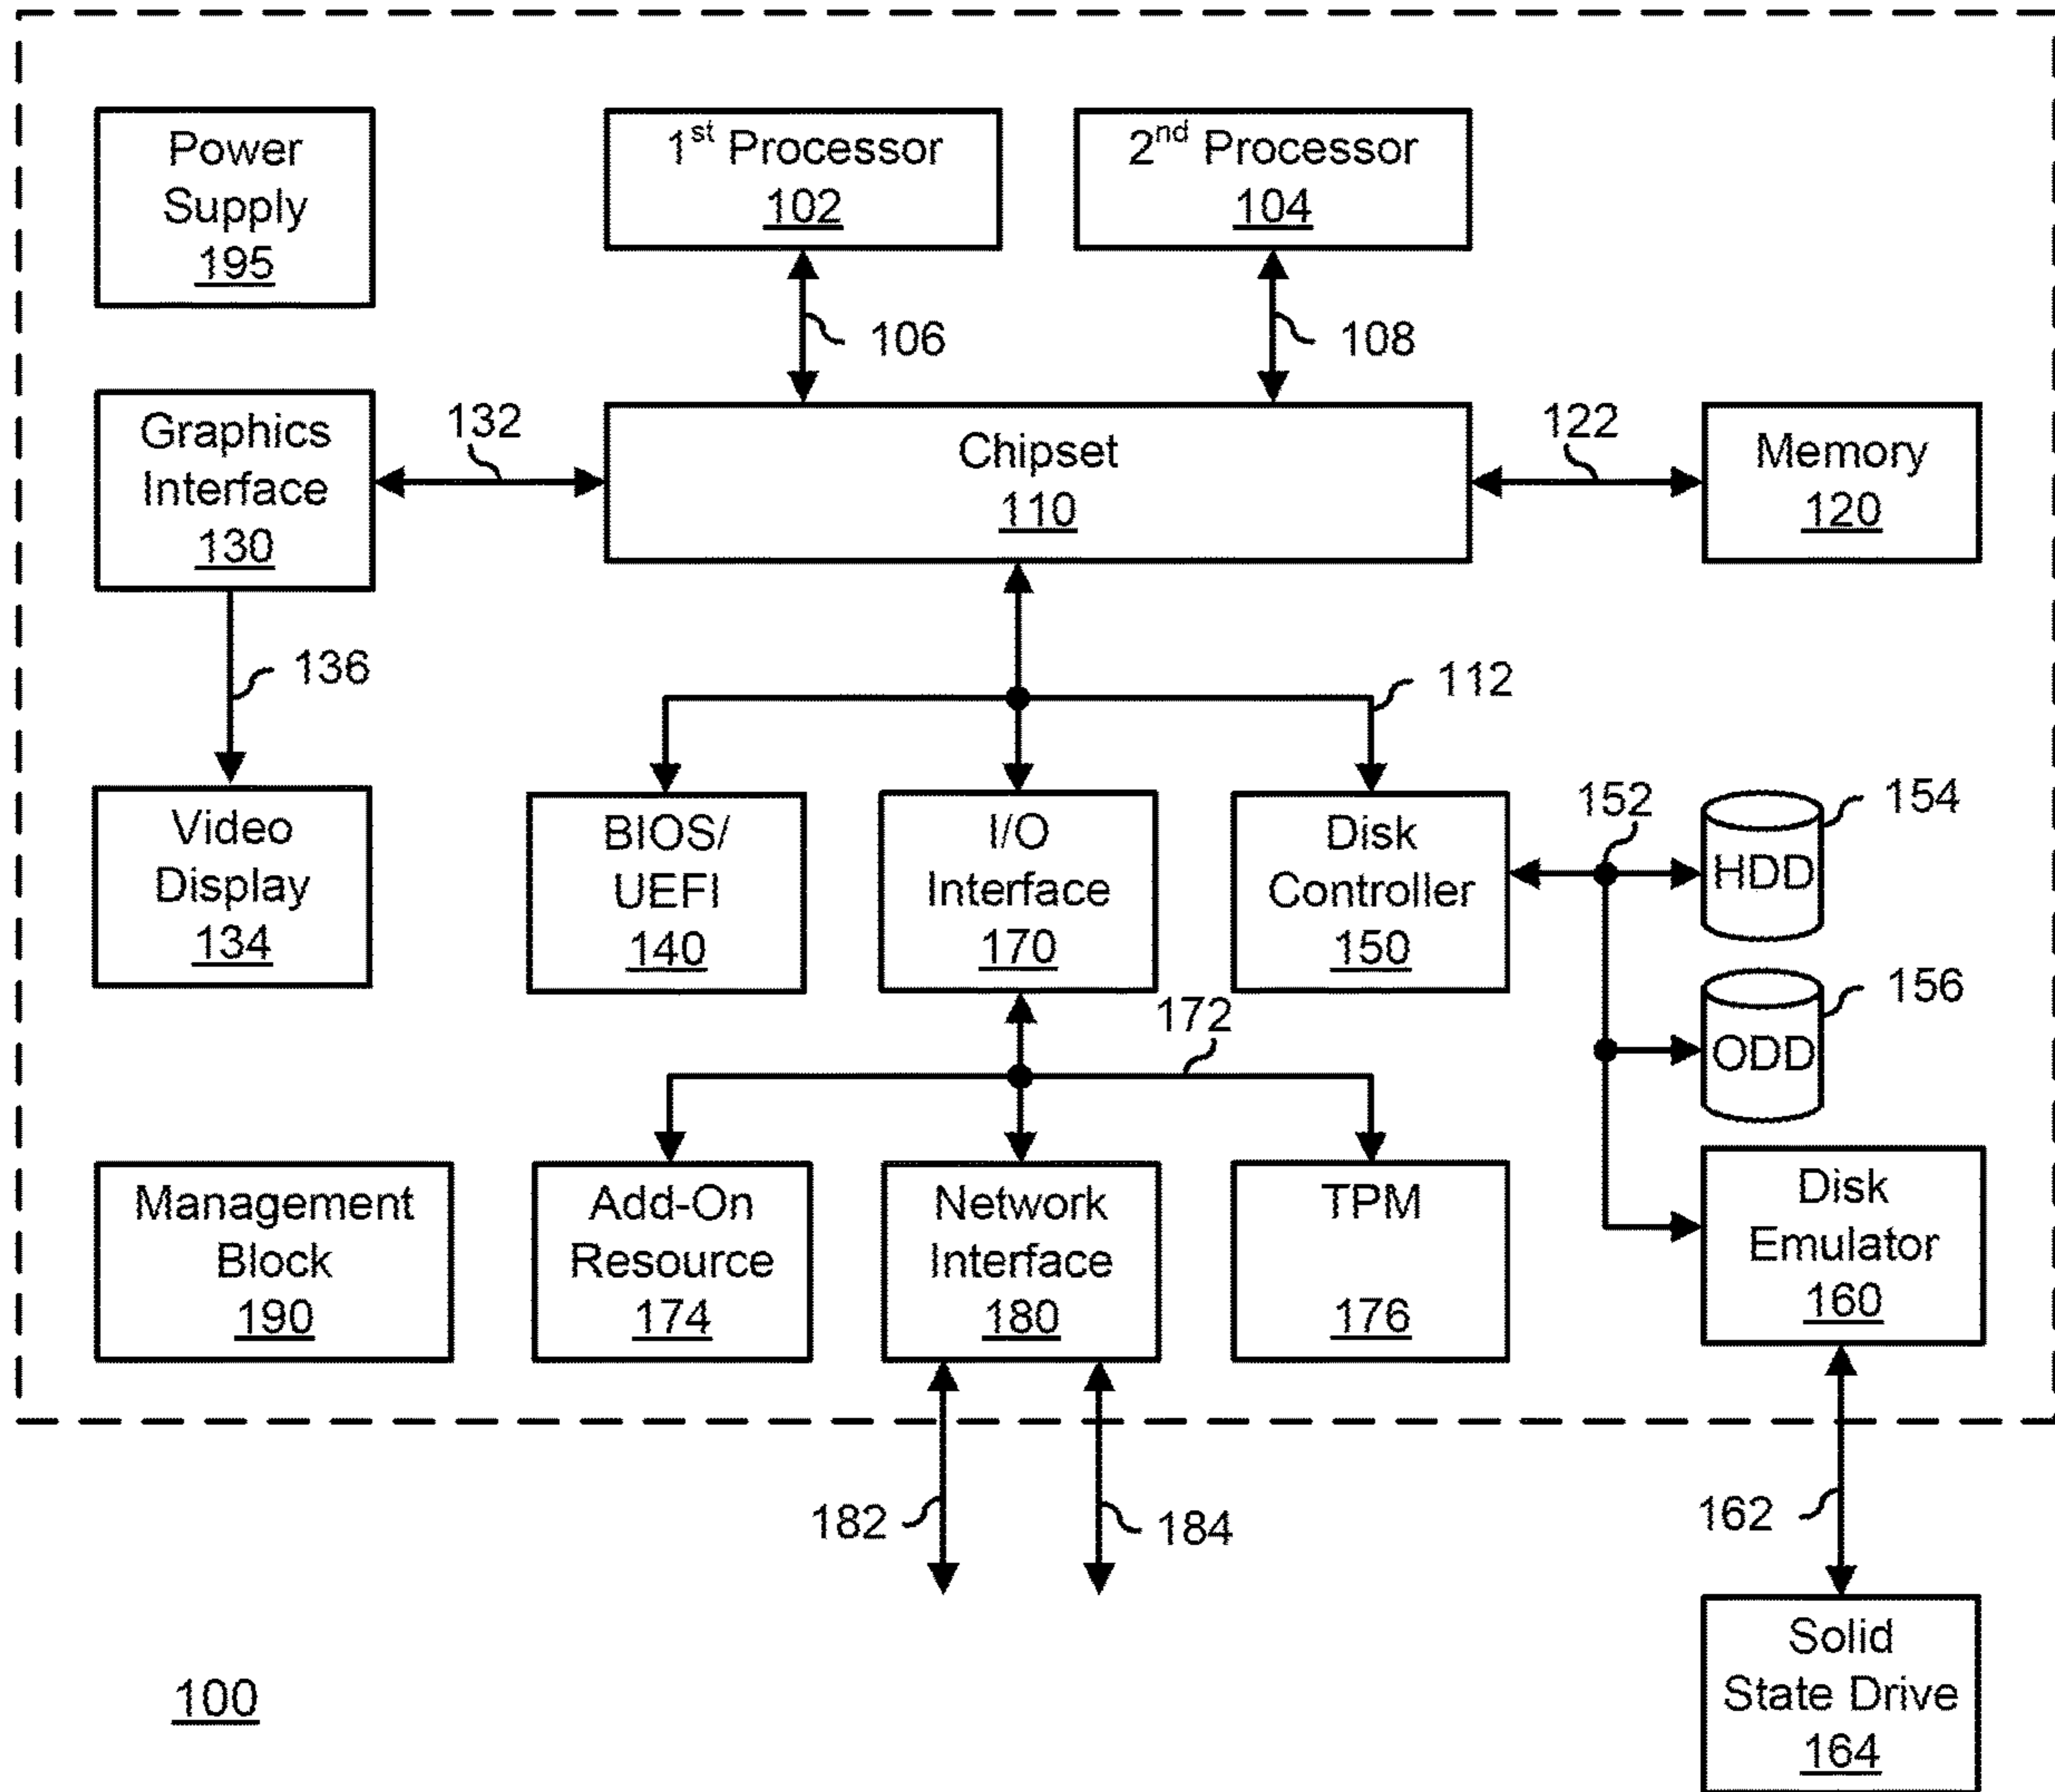 Power
Supply
195
1st Processor
102
2nd Processor
104
106
108
Graphics
Interface
130
132
Chipset
110
122
Memory
120
136
112
Video
Display
134
BIOS/
UEFI
140
I/O
Interface
170
Disk
Controller
150
152
154
HDD
156
ODD
172
Management
Block
190
Add-On
Resource
174
Network
Interface
180
TPM
176
Disk
Emulator
160
182
184
162
Solid
State Drive
164
100